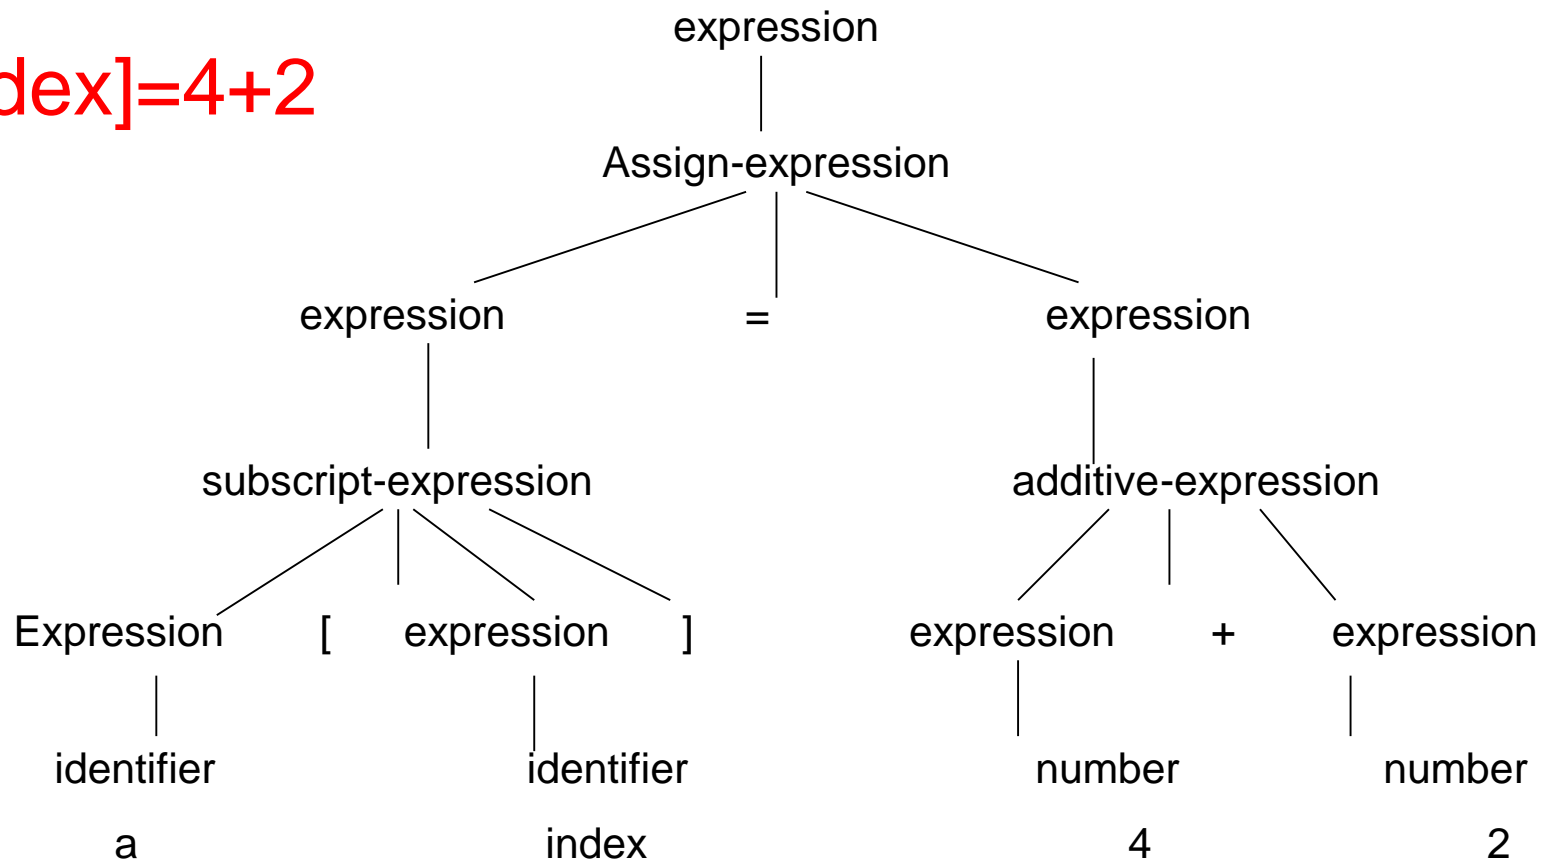 expression
dex]=4+2
Assign-expression
expression = expression
subscript-expression additive-expression
Expression [ expression ] expression + expression
identifier identifier number number
a index 4 2